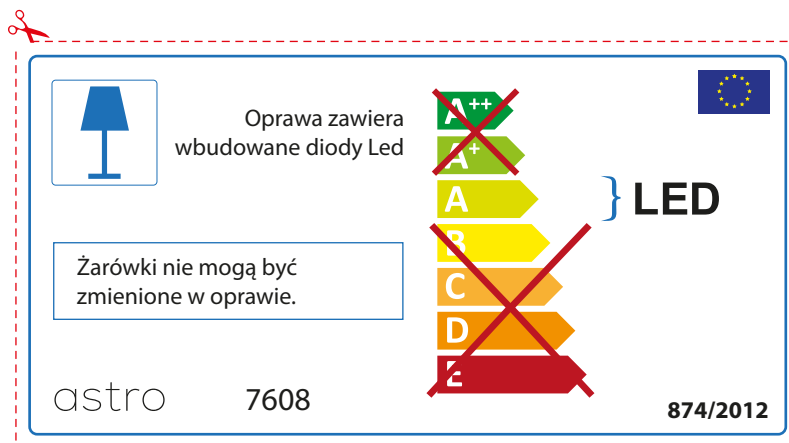 Oprawa zawiera
wbudowane diody Led
A++
A+
A
B
C
D
E
LED
Żarówki nie mogą być
zmienione w oprawie.
astro
7608
874/2012